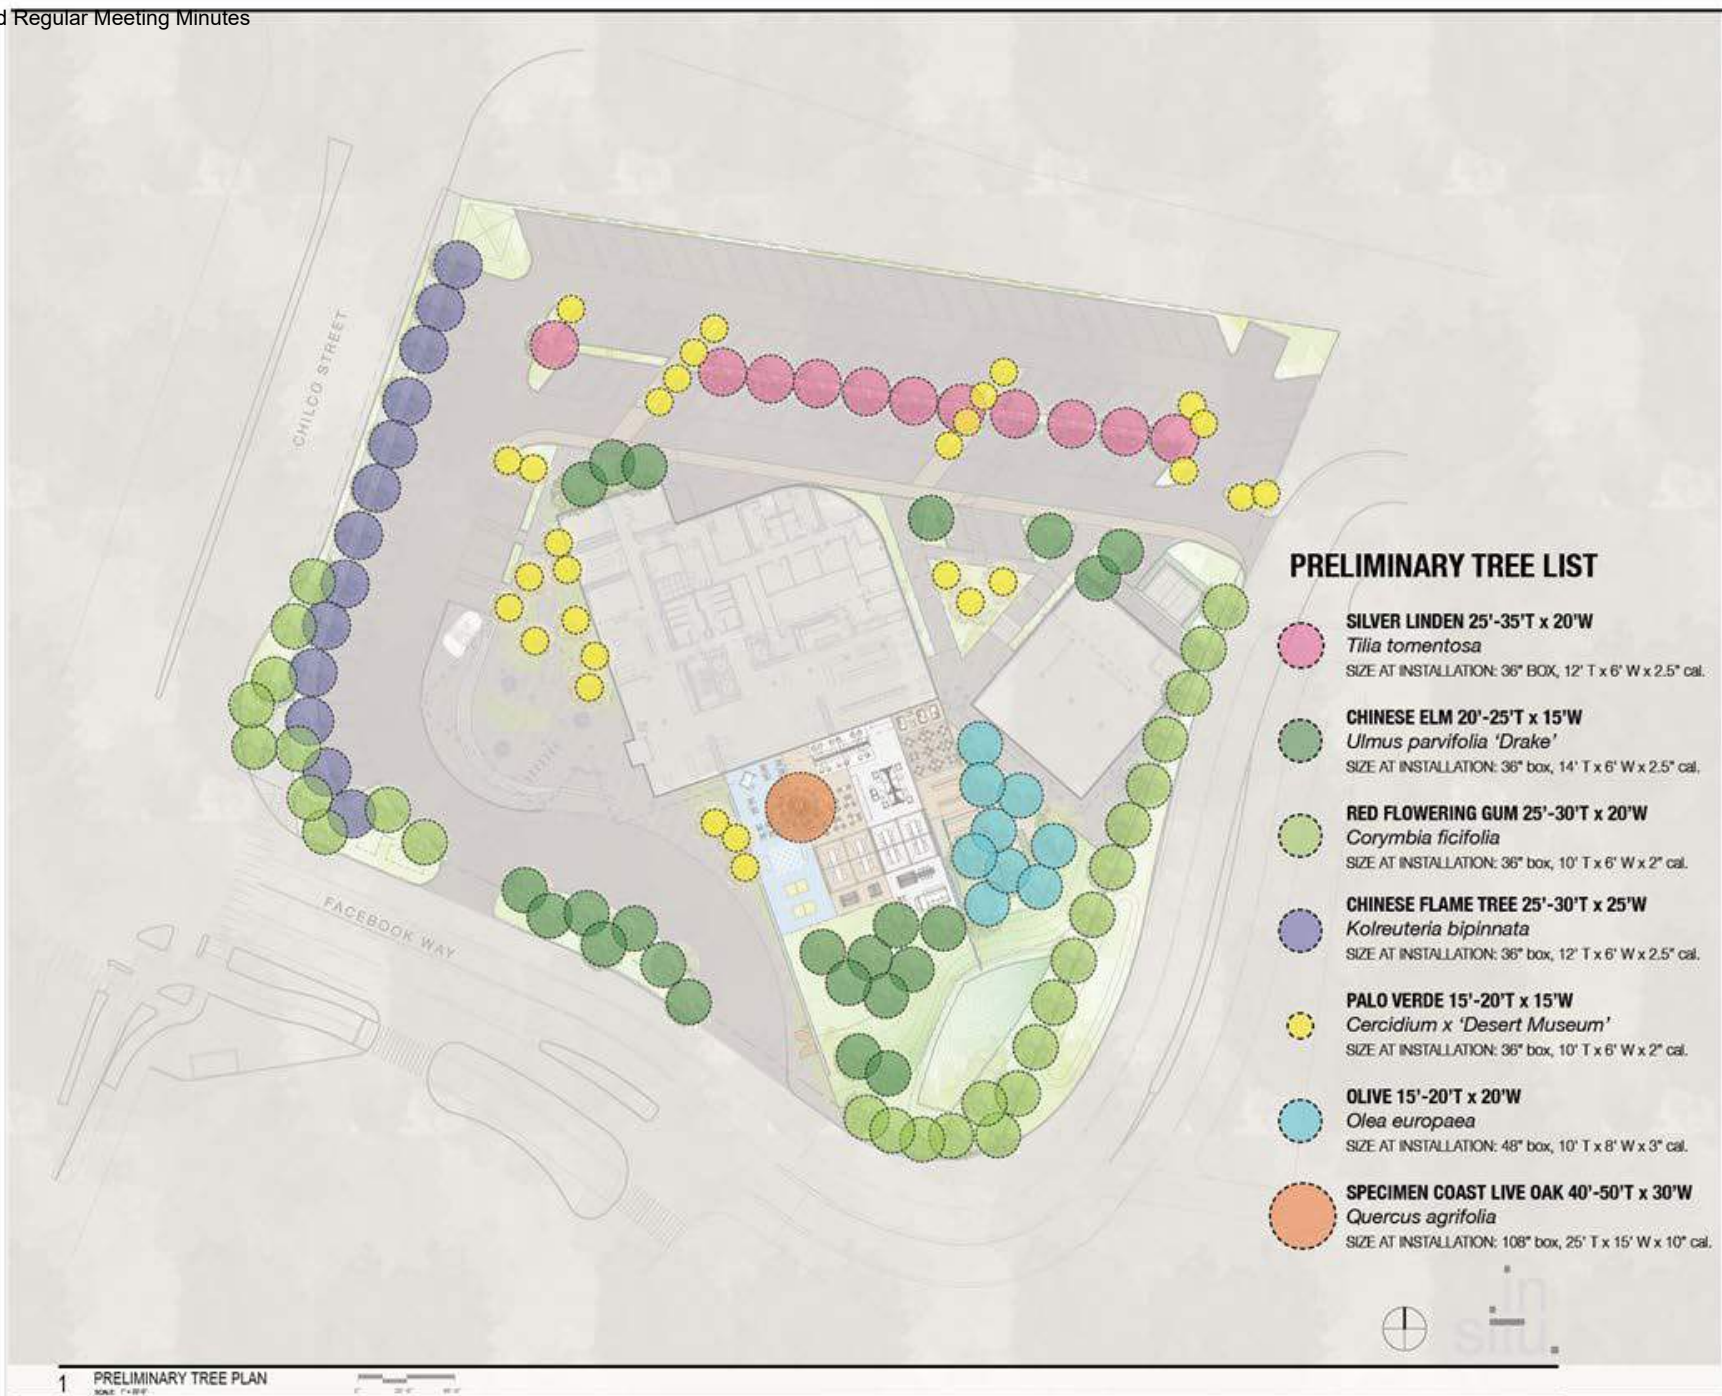 d Regular Meeting Minutes
CHILCO STREET
FACEBOOK WAY
PRELIMINARY TREE LIST
SILVER LINDEN 25'-35'T x 20'W
Tilia tomentosa
SIZE AT INSTALLATION: 36" BOX, 12' T x 6' W x 2.5" cal.
CHINESE ELM 20'-25'T x 15'W
Ulmus parvifolia 'Drake'
SIZE AT INSTALLATION: 36" box, 14' T x 6' W x 2.5" cal.
RED FLOWERING GUM 25'-30'T x 20'W
Corymbia ficifolia
SIZE AT INSTALLATION: 36" box, 10' T x 6' W x 2" cal.
CHINESE FLAME TREE 25'-30'T x 25'W
Kolreuteria bipinnata
SIZE AT INSTALLATION: 36" box, 12' T x 6' W x 2.5" cal.
PALO VERDE 15'-20'T x 15'W
Cercidium x 'Desert Museum'
SIZE AT INSTALLATION: 36" box, 10' T x 6' W x 2" cal.
OLIVE 15'-20'T x 20'W
Olea europaea
SIZE AT INSTALLATION: 48" box, 10' T x 8' W x 3" cal.
SPECIMEN COAST LIVE OAK 40'-50'T x 30'W
Quercus agrifolia
SIZE AT INSTALLATION: 108" box, 25' T x 15' W x 10" cal.
in
situ.
1 PRELIMINARY TREE PLAN